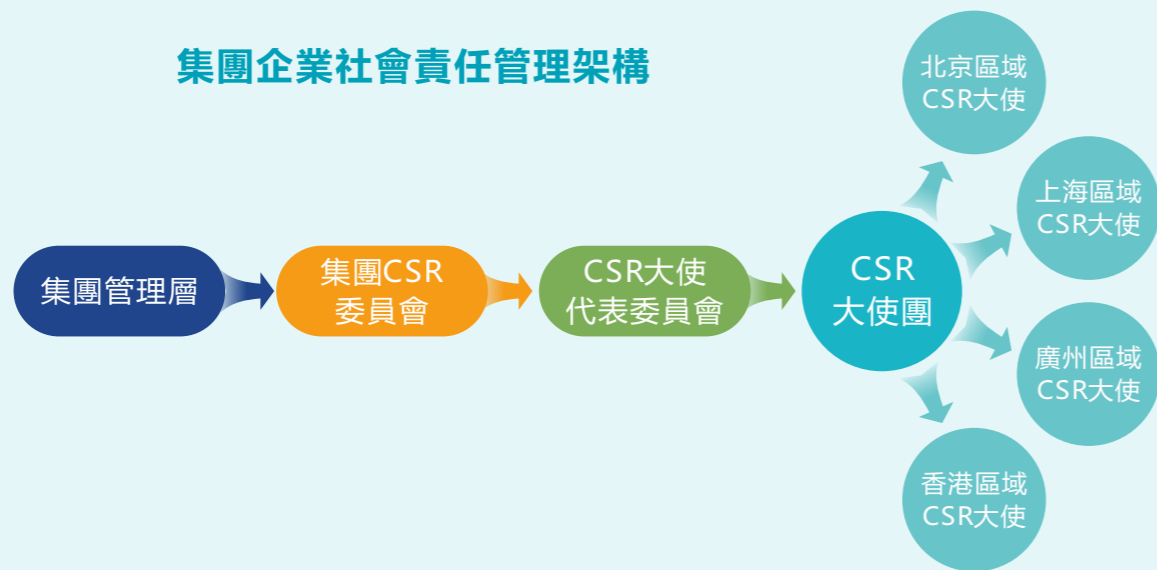 集團企業社會責任管理架構
集團管理層
集團CSR
委員會
CSR大使
代表委員會
CSR
大使團
北京區域
CSR大使
上海區域
CSR大使
廣州區域
CSR大使
香港區域
CSR大使